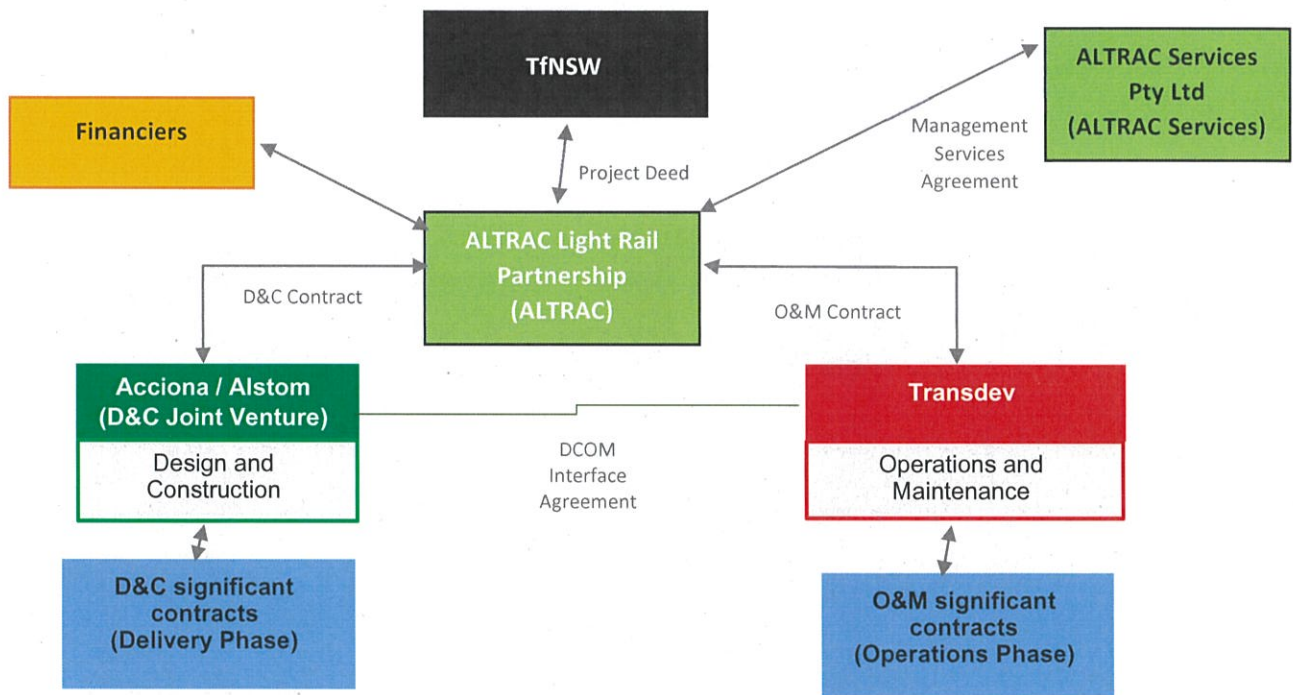 TfNSW
ALTRAC Services
Pty Ltd
(ALTRAC Services)
Financiers
Management
Services
Agreement
Project Deed
ALTRAC Light Rail
Partnership
(ALTRAC)
D&C Contract
O&M Contract
Acciona / Alstom
(D&C Joint Venture)
Design and
Construction
Transdev
Operations and
Maintenance
DCOM
Interface
Agreement
D&C significant
contracts
(Delivery Phase)
O&M significant
contracts
(Operations Phase)